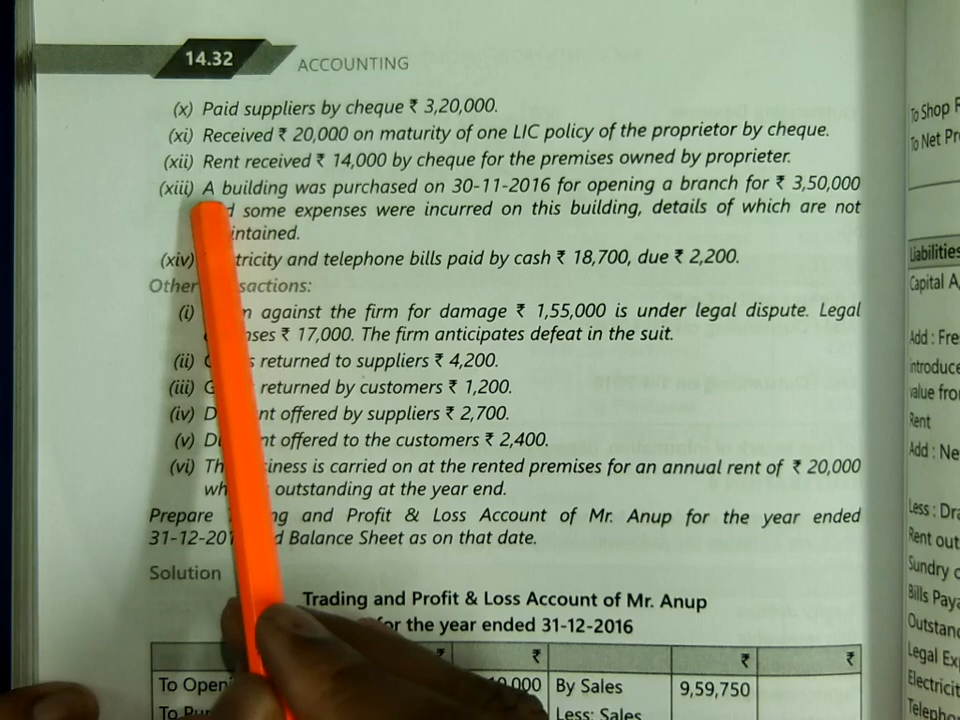 14.32 ACCOUNTING
(x) Paid suppliers by cheque ₹ 3,20,000.
(xi) Received ₹ 20,000 on maturity of one LIC policy of the proprietor by cheque.
(xii) Rent received ₹ 14,000 by cheque for the premises owned by proprieter.
(xiii) A building was purchased on 30-11-2016 for opening a branch for ₹ 3,50,000
some expenses were incurred on this building, details of which are not
intained.
(xiv) tricity and telephone bills paid by cash ₹ 18,700, due ₹ 2,200.
Other sactions:
(i) against the firm for damage ₹ 1,55,000 is under legal dispute. Legal
nses ₹ 17,000. The firm anticipates defeat in the suit.
(ii) returned to suppliers ₹ 4,200.
(iii) returned by customers ₹ 1,200.
(iv) nt offered by suppliers ₹ 2,700.
(v) nt offered to the customers ₹ 2,400.
(vi) siness is carried on at the rented premises for an annual rent of ₹ 20,000
outstanding at the year end.
Prepare ng and Profit & Loss Account of Mr. Anup for the year ended
31-12-201 d Balance Sheet as on that date.
Solution
Trading and Profit & Loss Account of Mr. Anup
for the year ended 31-12-2016
₹ ₹ ₹ ₹
To Open 0,000 By Sales 9,59,750
To Pur Less: Sales
To Shop
To Net Pr
Liabilities
Capital A
Add : Fre
introduce
value fro
Rent
Add : Ne
Less : Dra
Rent out
Sundry c
Bills Paya
Outstand
Legal Ex
Electricit
Telepho